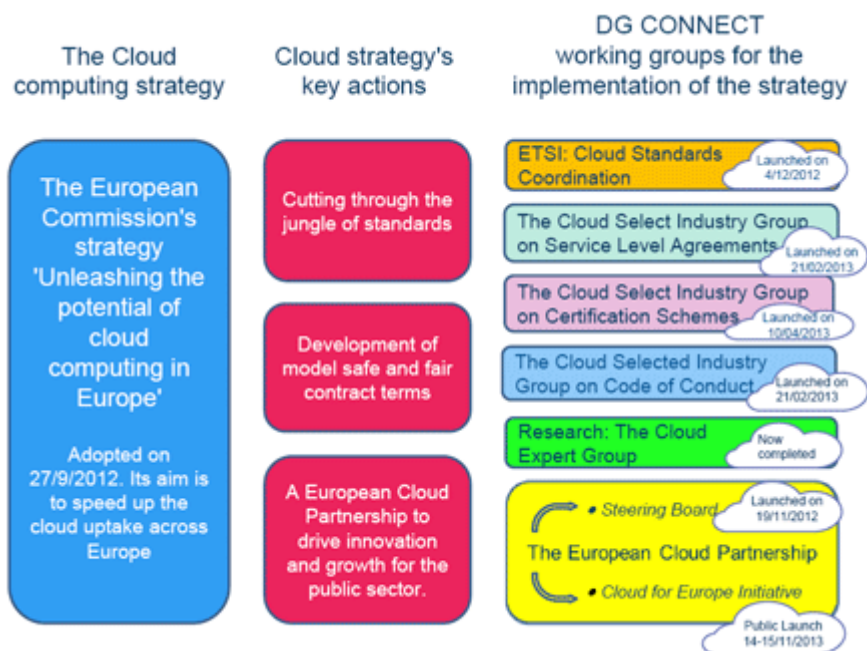 The Cloud
computing strategy
Cloud strategy's
key actions
DG CONNECT
working groups for the
implementation of the strategy
The European
Commission's
strategy
'Unleashing the
potential of
cloud
computing in
Europe'
Adopted on
27/9/2012. Its aim is
to speed up the
cloud uptake across
Europe
Cutting through the
jungle of standards
Development of
model safe and fair
contract terms
A European Cloud
Partnership to
drive innovation
and growth for the
public sector.
ETSI: Cloud Standards
Coordination
Launched on
4/12/2012
The Cloud Select Industry Group
on Service Level Agreements
Launched on
21/02/2013
The Cloud Select Industry Group
on Certification Schemes
Launched on
10/04/2013
The Cloud Selected Industry
Group on Code of Conduct
Launched on
21/02/2013
Research: The Cloud
Expert Group
Now
completed
• Steering Board
Launched on
19/11/2012
The European Cloud Partnership
• Cloud for Europe Initiative
Public Launch
14-15/11/2013